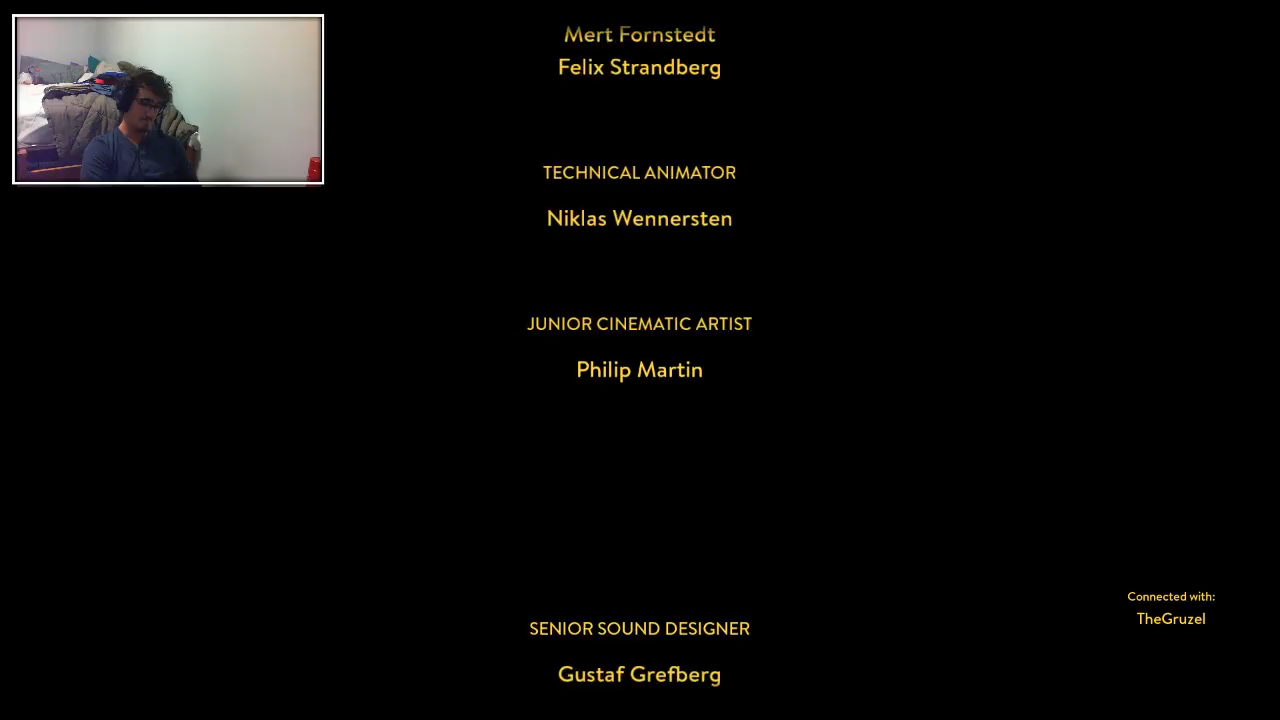 Mert Fornstedt
Felix Strandberg
TECHNICAL ANIMATOR
Niklas Wennersten
JUNIOR CINEMATIC ARTIST
Philip Martin
Connected with:
TheGruzel
SENIOR SOUND DESIGNER
Gustaf Grefberg